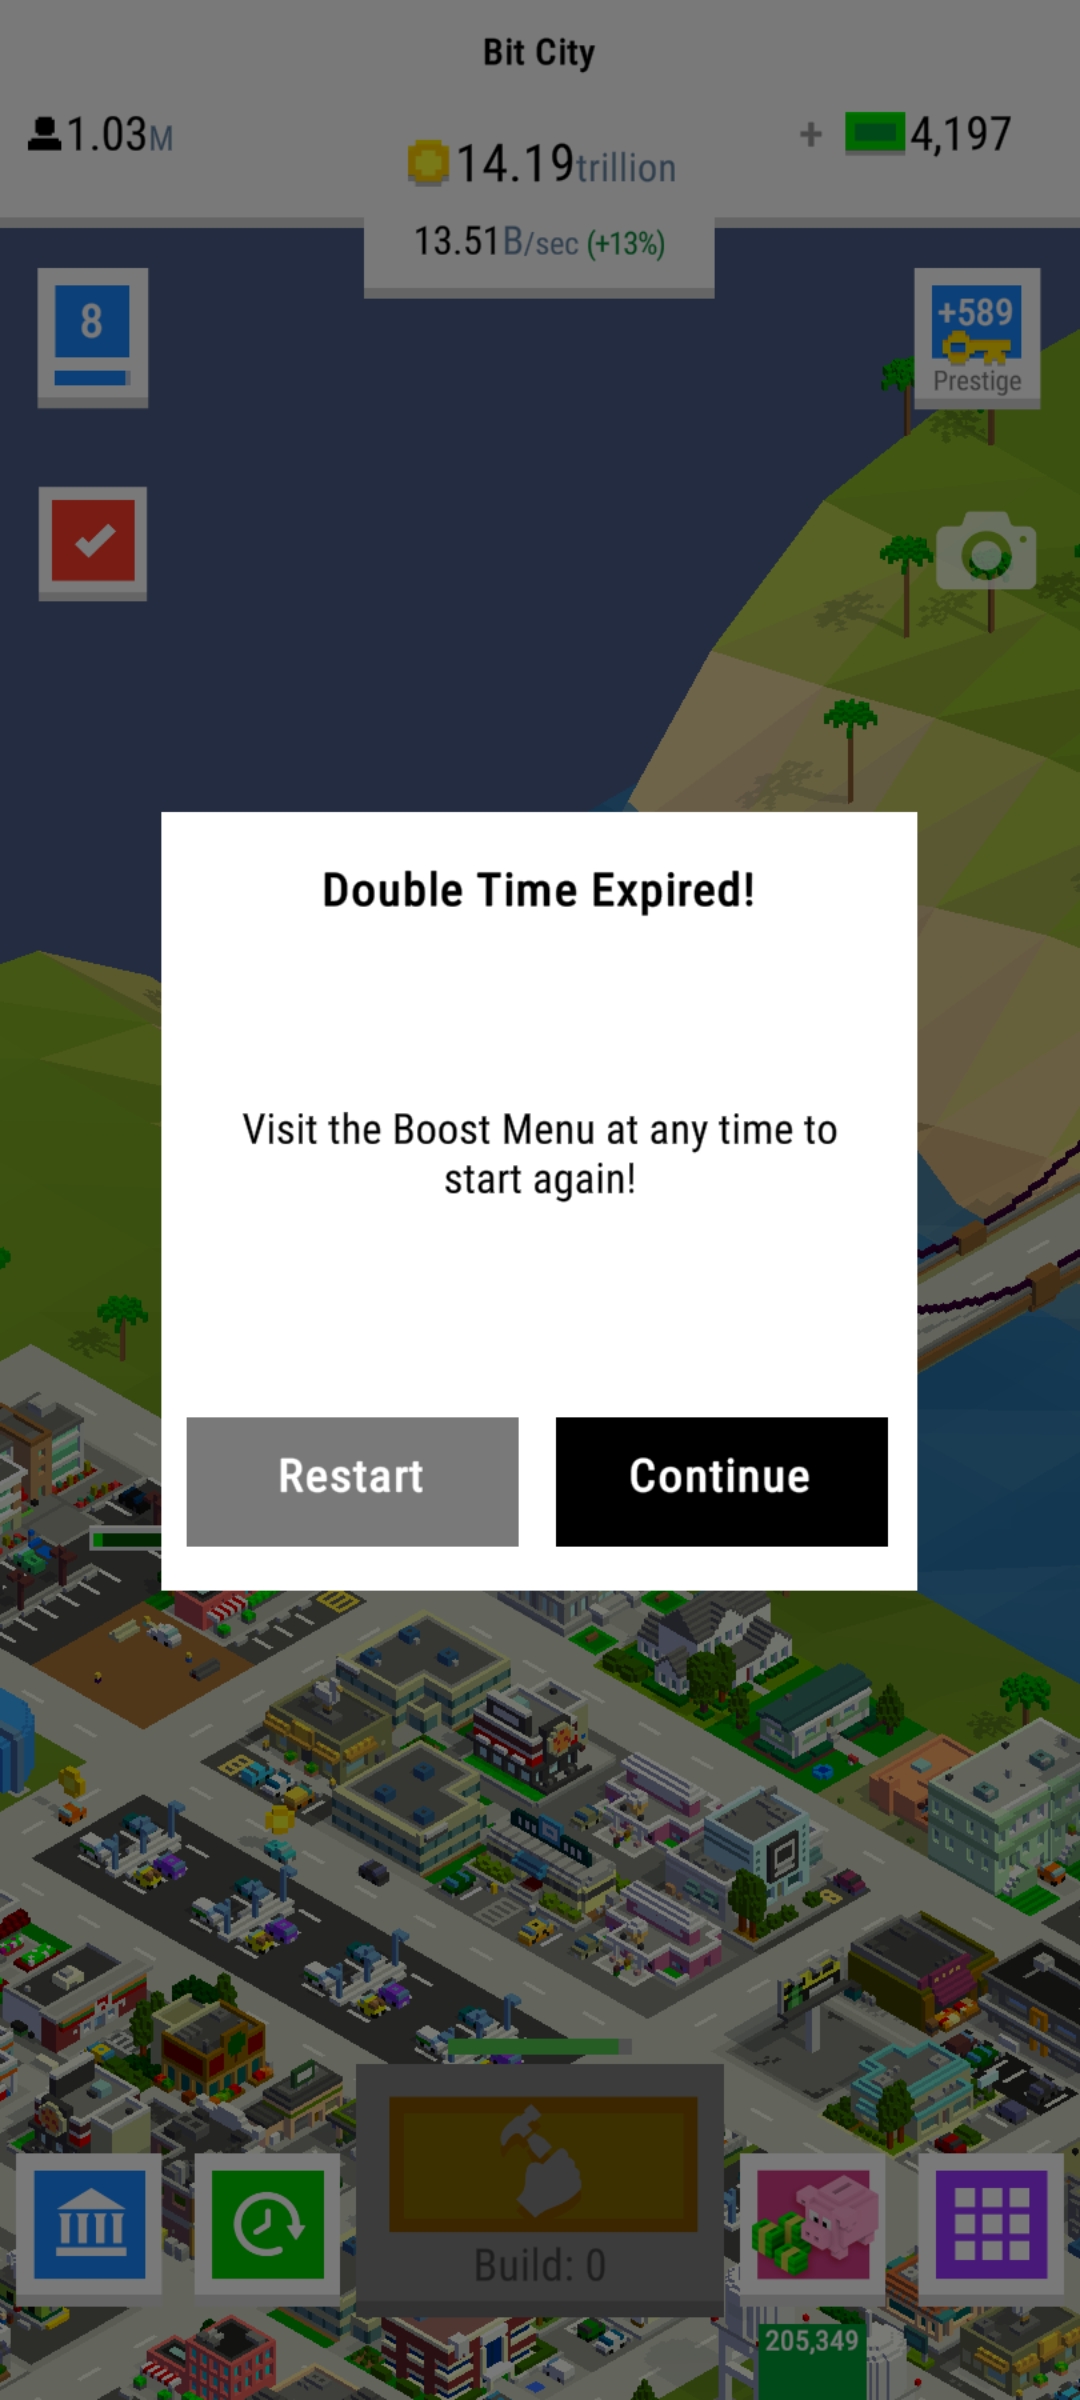 Bit City
1.03M
14.19trillion
+ 4,197
13.51B/sec (+13%)
8
+589
Prestige
Double Time Expired!
Visit the Boost Menu at any time to
start again!
Restart
Continue
Build: 0
205,349